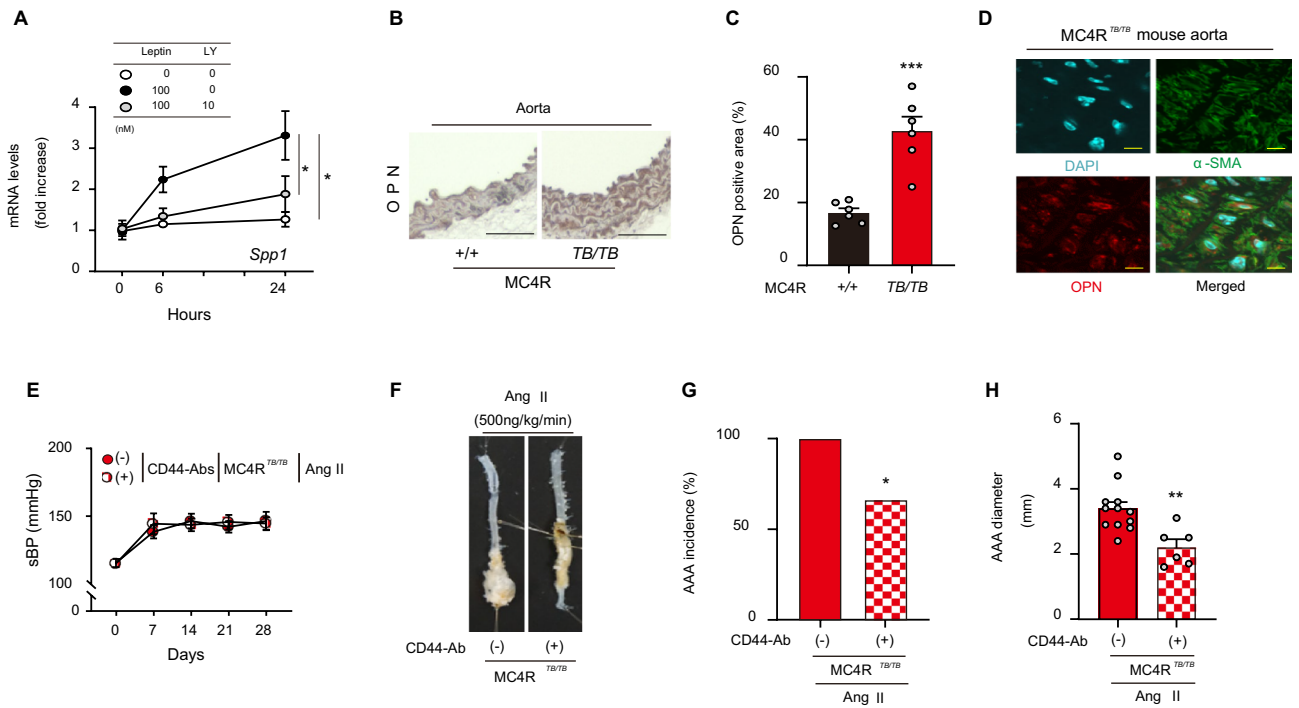 A
Leptin LY
0 0
100 0
100 10
(nM)
mRNA levels
(fold increase)
4
3
2
1
0
Spp1
0 6 24
Hours
*
*
B
Aorta
OPN
+/+ TB/TB
MC4R
C
OPN positive area (%)
60
40
20
0
***
MC4R +/+ TB/TB
D
MC4R TB/TB mouse aorta
DAPI α-SMA
OPN Merged
E
sBP (mmHg)
200
150
100
0
(-)
(+)
CD44-Abs MC4R TB/TB Ang II
0 7 14 21 28
Days
F
Ang II
(500ng/kg/min)
CD44-Ab (-) (+)
MC4R TB/TB
G
AAA incidence (%)
100
50
0
*
CD44-Ab (-) (+)
MC4R TB/TB
Ang II
H
AAA diameter
(mm)
6
4
2
0
**
CD44-Ab (-) (+)
MC4R TB/TB
Ang II